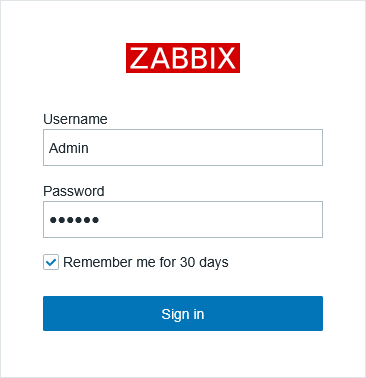 ZABBIX
Username
Admin
Password
●●●●●●
Remember me for 30 days
Sign in